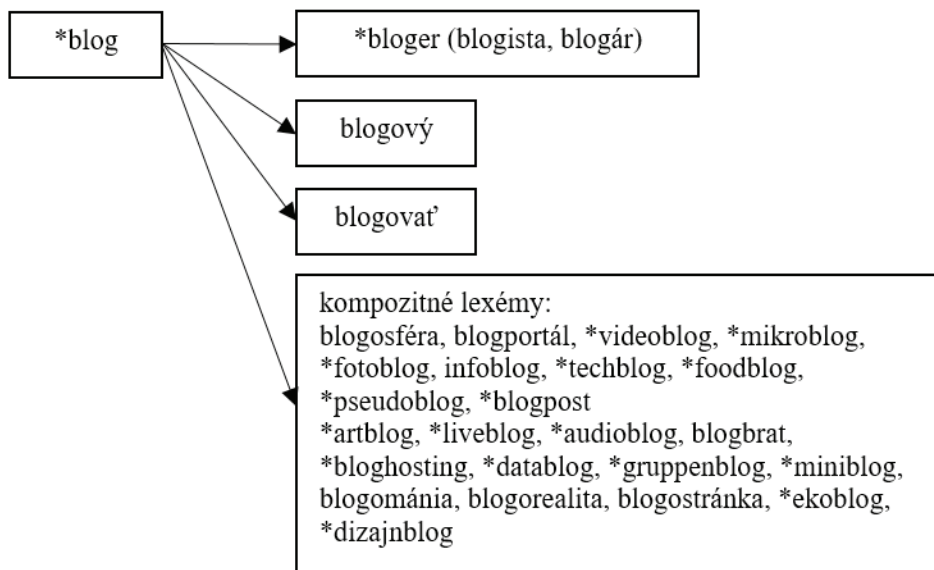 *blog
*bloger (blogista, blogár)
blogový
blogovať
kompozitné lexémy:
blogosféra, blogportál, *videoblog, *mikroblog,
*fotoblog, infoblog, *techblog, *foodblog,
*pseudoblog, *blogpost
*artblog, *liveblog, *audioblog, blogbrat,
*bloghosting, *datablog, *gruppenblog, *miniblog,
blogománia, blogorealita, blogostránka, *ekoblog,
*dizajnblog